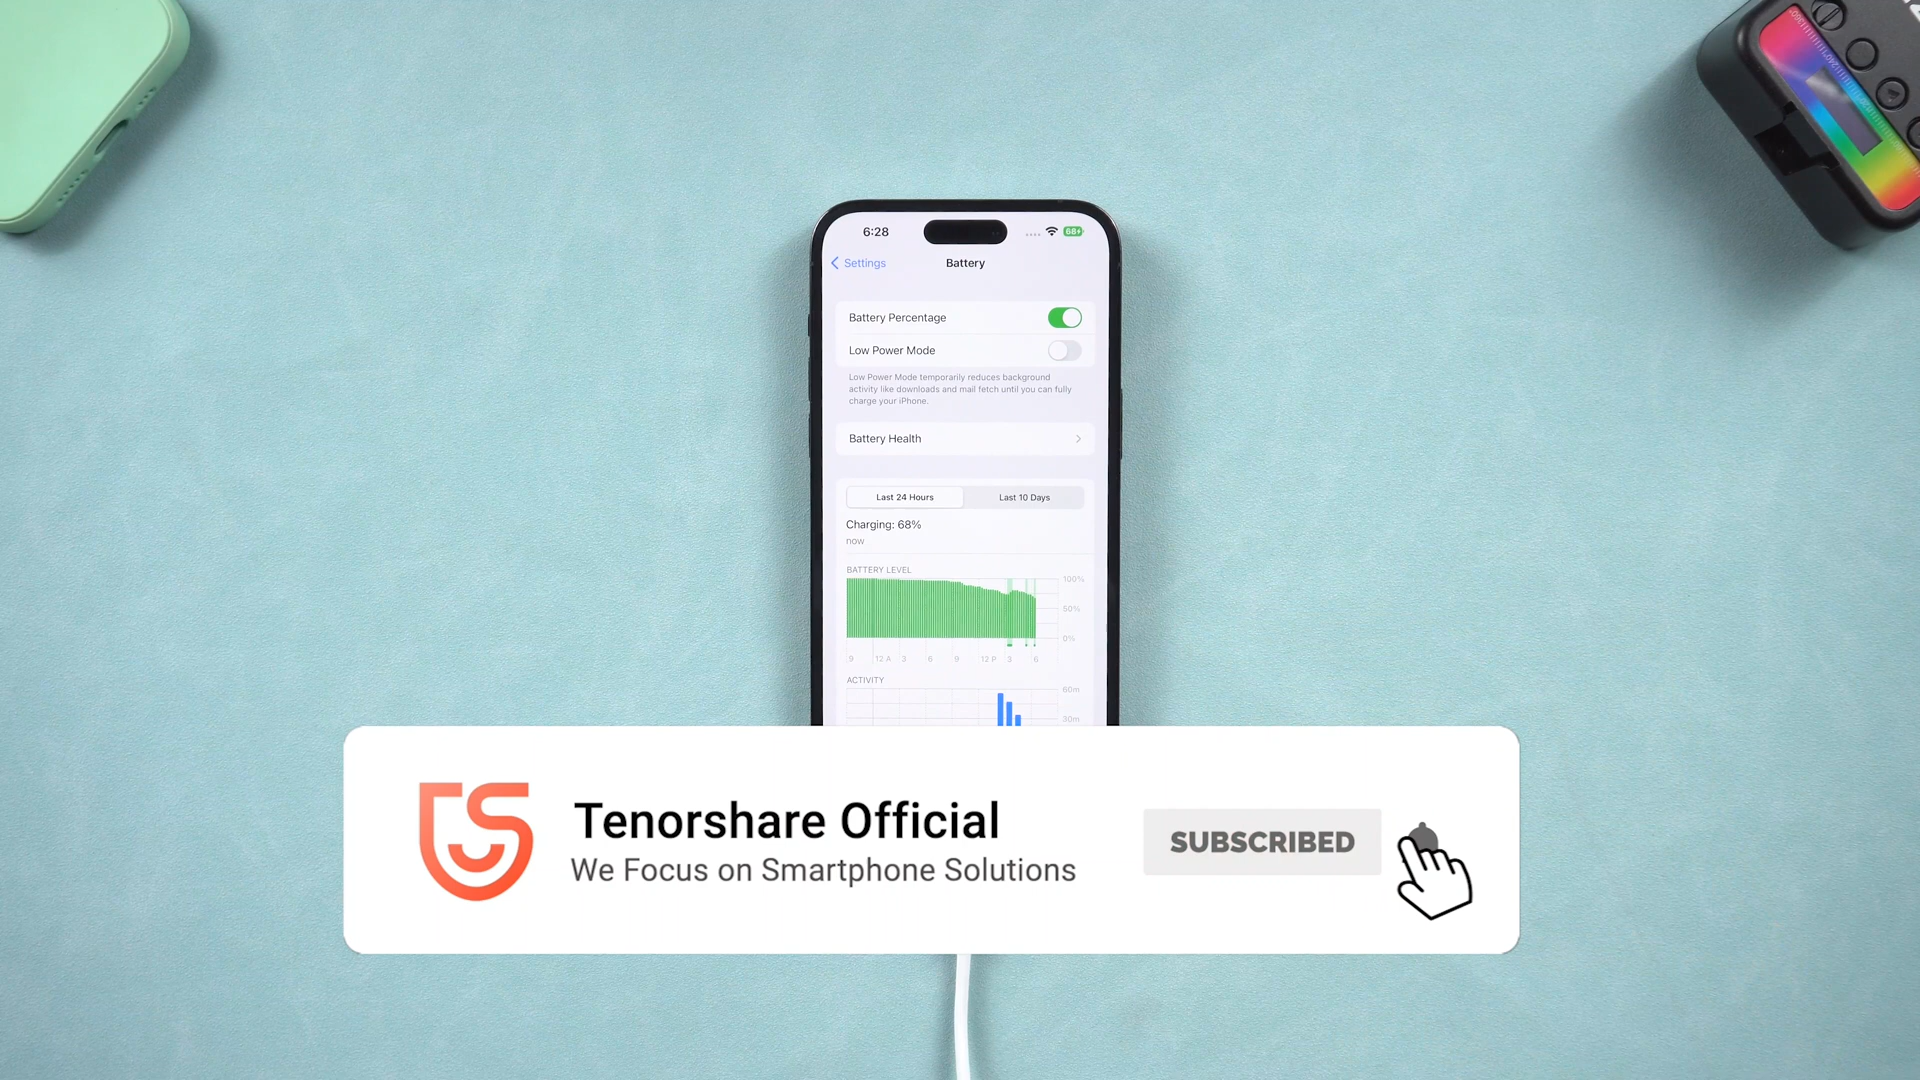 6:28
68
Settings
Battery
Battery Percentage
Low Power Mode
Low Power Mode temporarily reduces background
activity like downloads and mail fetch until you can fully
charge your iPhone.
Battery Health
Last 24 Hours
Last 10 Days
Charging: 68%
now
BATTERY LEVEL
100%
50%
0%
9 12 A 3 6 9 12 P 3 6
ACTIVITY
60m
30m
Tenorshare Official
We Focus on Smartphone Solutions
SUBSCRIBED